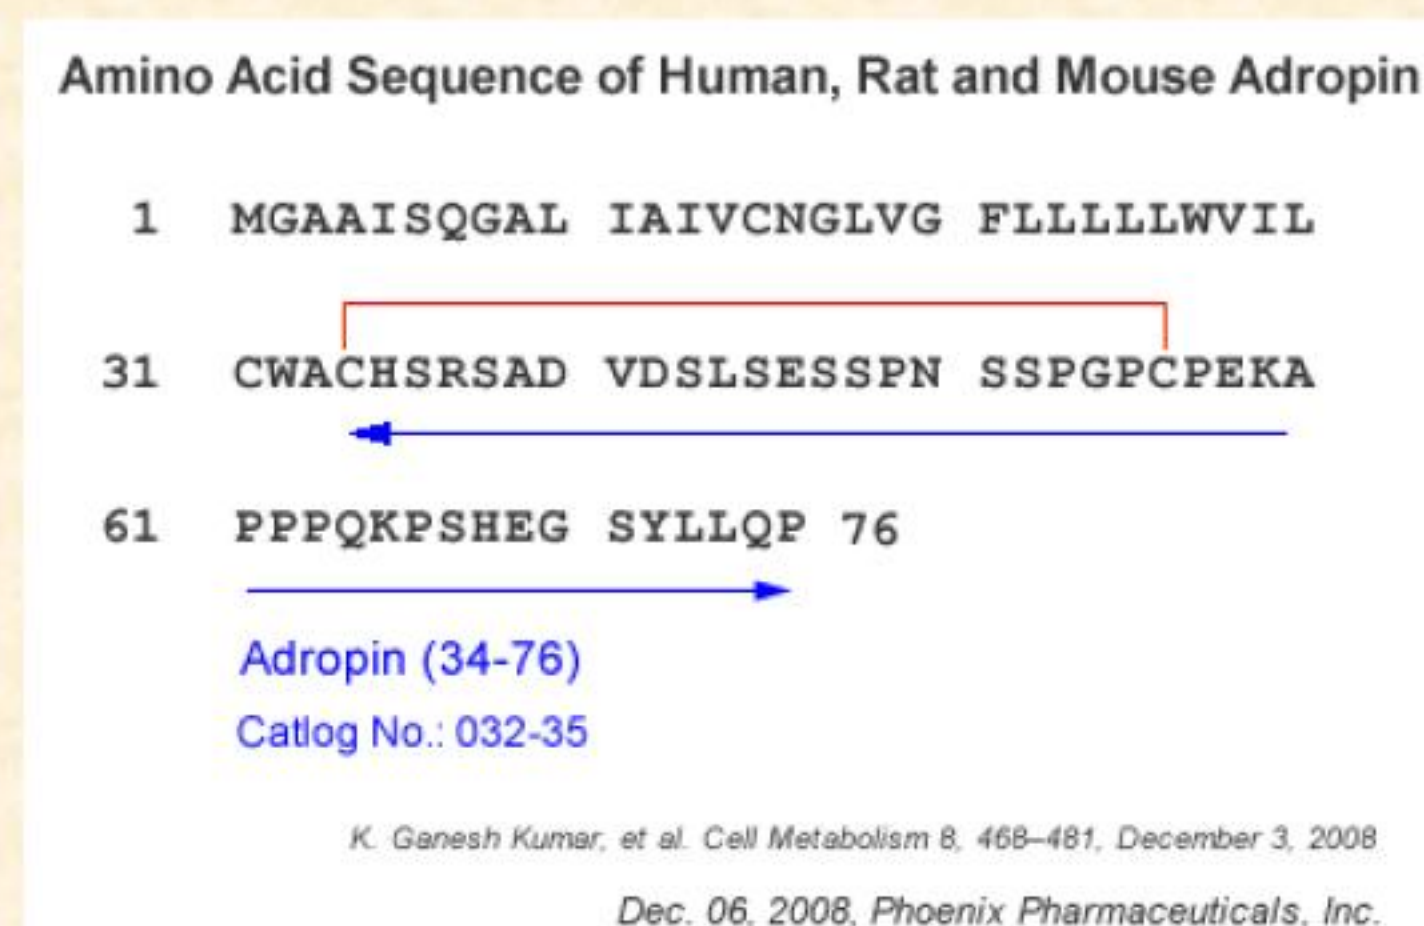 Amino Acid Sequence of Human, Rat and Mouse Adropin
1 MGAAISQGAL IAIVCNGLVG FLLLLLLWVIL
31 CWACHSRSAD VDSLSESSPN SSPGPCPEKA
61 PPPQKPSHEG SYLLQP 76
Adropin (34-76)
Catlog No.: 032-35
K. Ganesh Kumar, et al. Cell Metabolism 8, 468–481, December 3, 2008
Dec. 06, 2008, Phoenix Pharmaceuticals, Inc.